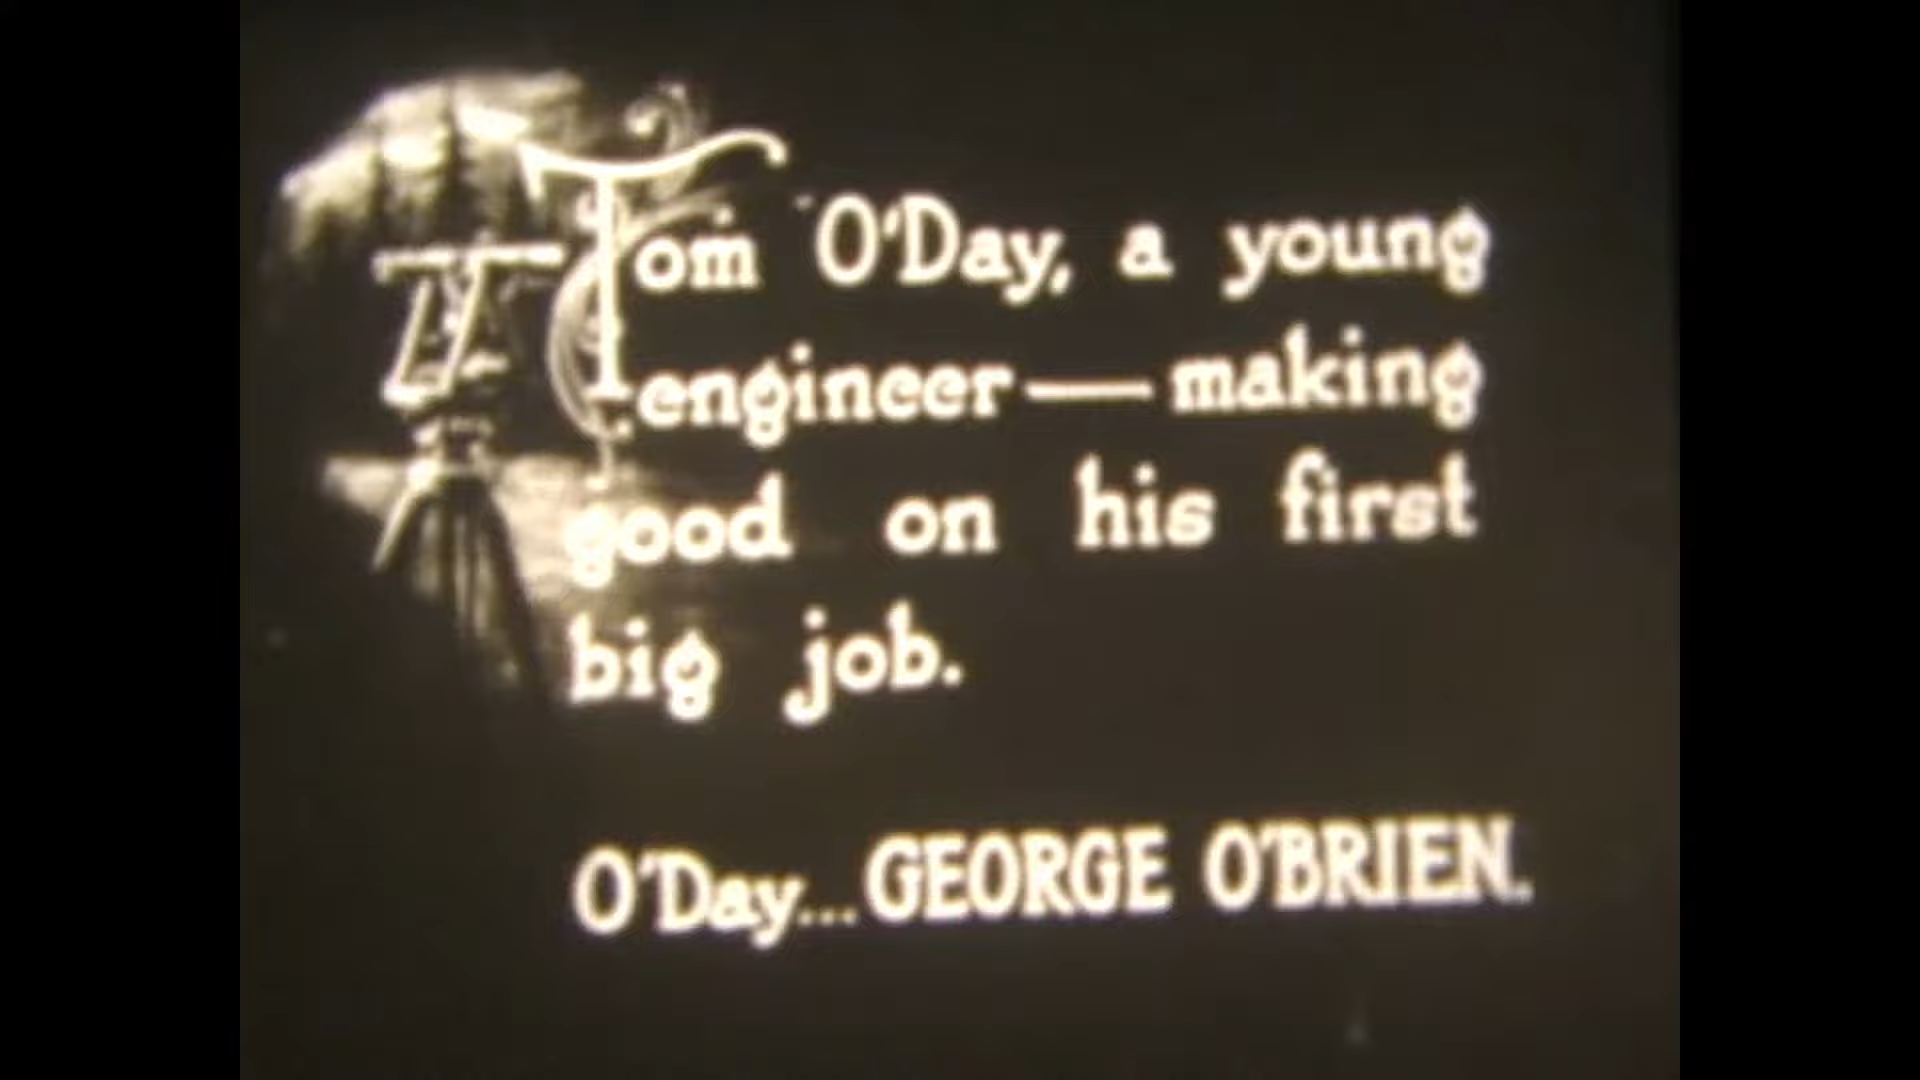 Tom O'Day, a young
engineer—making
good on his first
big job.
O'Day...GEORGE O'BRIEN.